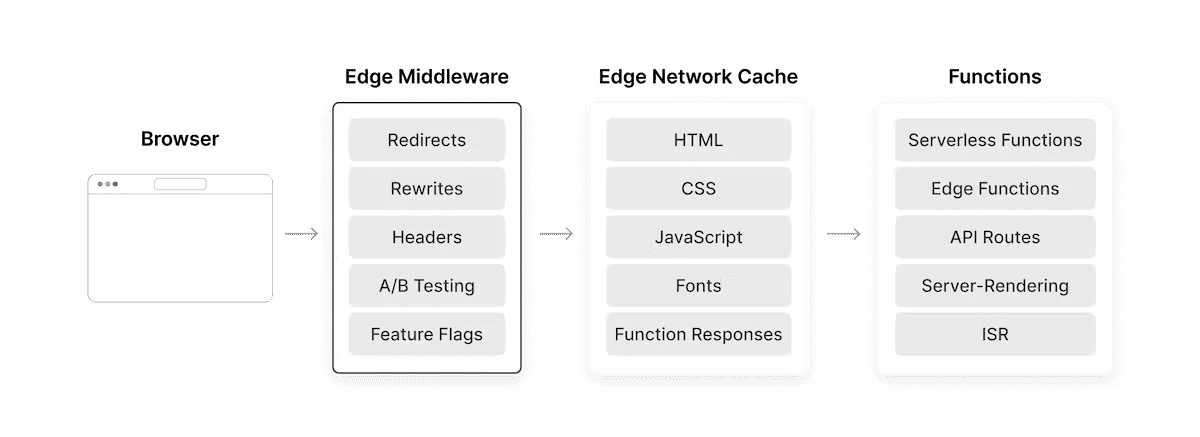 Browser
Edge Middleware
Redirects
Rewrites
Headers
A/B Testing
Feature Flags
Edge Network Cache
HTML
CSS
JavaScript
Fonts
Function Responses
Functions
Serverless Functions
Edge Functions
API Routes
Server-Rendering
ISR